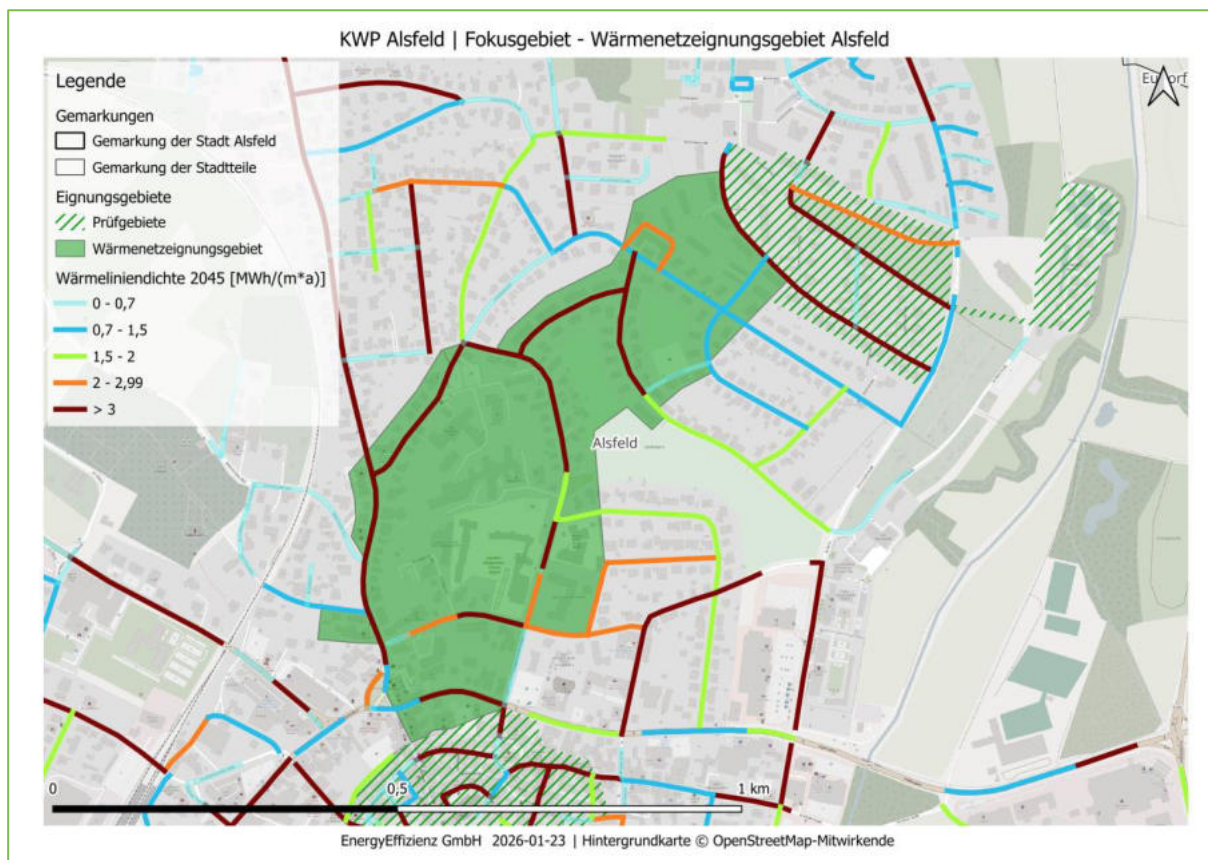 KWP Alsfeld | Fokusgebiet - Wärmenetzeignungsgebiet Alsfeld
Legende
Gemarkungen
Gemarkung der Stadt Alsfeld
Gemarkung der Stadtteile
Eignungsgebiete
Prüfgebiete
Wärmenetzeignungsgebiet
Wärmeliniendichte 2045 [MWh/(m*a)]
0 - 0,7
0,7 - 1,5
1,5 - 2
2 - 2,99
> 3
Alsfeld
0 0,5 1 km
EnergyEffizienz GmbH 2026-01-23 | Hintergrundkarte © OpenStreetMap-Mitwirkende